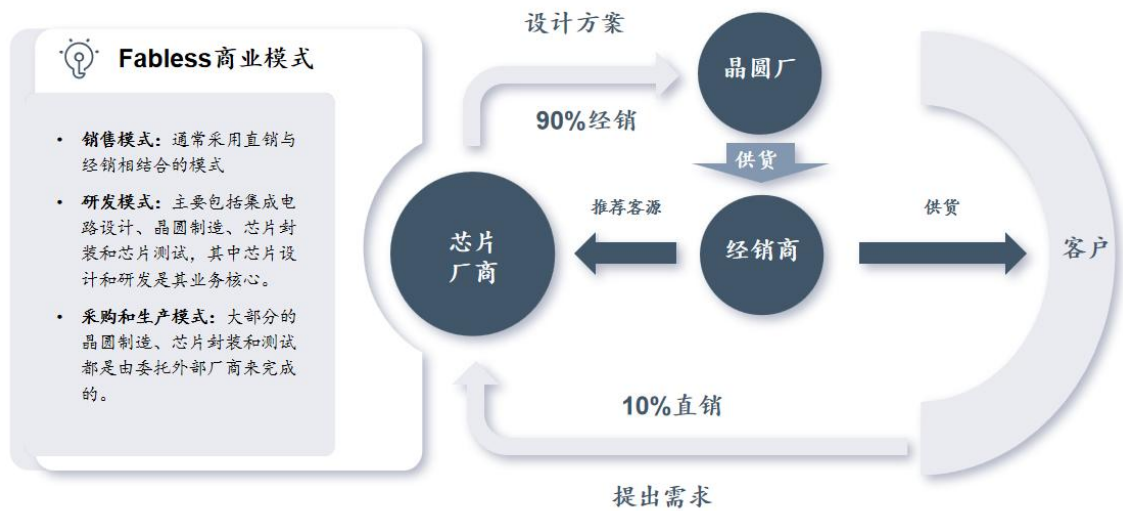 Fabless商业模式
• 销售模式：通常采用直销与
经销相结合的模式
• 研发模式：主要包括集成电
路设计、晶圆制造、芯片封
装和芯片测试，其中芯片设
计和研发是其业务核心。
• 采购和生产模式：大部分的
晶圆制造、芯片封装和测试
都是由委托外部厂商来完成
的。
设计方案
90%经销
晶圆厂
供货
芯片
厂商
推荐客源
经销商
供货
客户
10%直销
提出需求